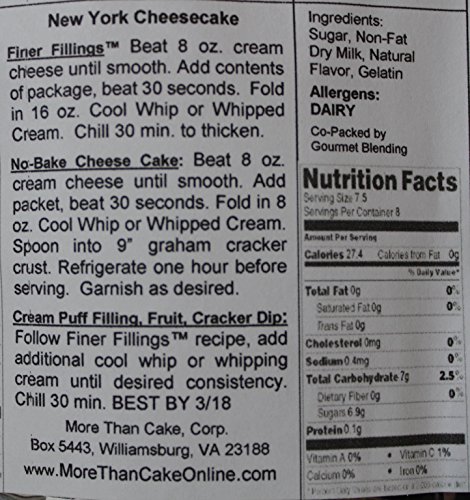 New York Cheesecake
Finer Fillings™ Beat 8 oz. cream
cheese until smooth. Add contents
of package, beat 30 seconds. Fold
in 16 oz. Cool Whip or Whipped
Cream. Chill 30 min. to thicken.
No-Bake Cheese Cake: Beat 8 oz.
cream cheese until smooth. Add
packet, beat 30 seconds. Fold in 8
oz. Cool Whip or Whipped Cream.
Spoon into 9" graham cracker
crust. Refrigerate one hour before
serving. Garnish as desired.
Cream Puff Filling, Fruit, Cracker Dip:
Follow Finer Fillings™ recipe, add
additional cool whip or whipping
cream until desired consistency.
Chill 30 min. BEST BY 3/18
More Than Cake, Corp.
Box 5443, Williamsburg, VA 23188
www.MoreThanCakeOnline.com
Ingredients:
Sugar, Non-Fat
Dry Milk, Natural
Flavor, Gelatin
Allergens:
DAIRY
Co-Packed by
Gourmet Blending
Nutrition Facts
Serving Size 7.5
Servings Per Container 8
Amount Per Serving
Calories 27.4 Calories from Fat 0g
% Daily Value*
Total Fat 0g 0%
Saturated Fat 0g 0%
Trans Fat 0g
Cholesterol 0mg 0%
Sodium 0.4mg 0%
Total Carbohydrate 7g 2.5%
Dietary Fiber 0g 0%
Sugars 6.9g
Protein 0.1g
Vitamin A 0% • Vitamin C 1%
Calcium 0% • Iron 0%
*Percent Daily Values are based on a 2,000 calorie diet